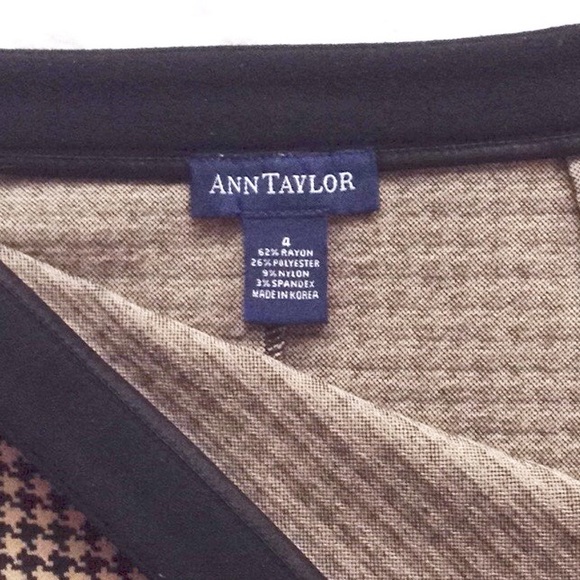 ANN TAYLOR
4
62% RAYON
26% POLYESTER
9% NYLON
3% SPANDEX
MADE IN KOREA